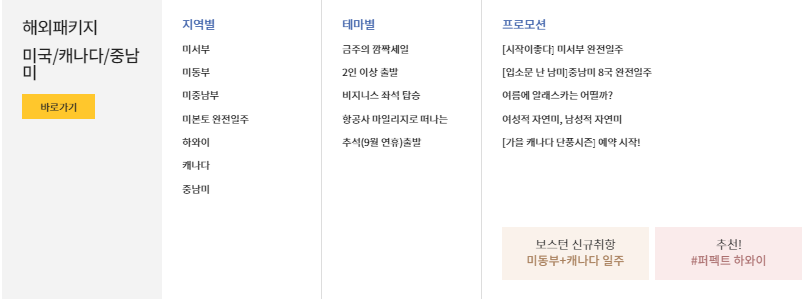 해외패키지
미국/캐나다/중남
미
바로가기
지역별
미서부
미동부
미중남부
미본토 완전일주
하와이
캐나다
중남미
테마별
금주의 깜짝세일
2인 이상 출발
비지니스 좌석 탑승
항공사 마일리지로 떠나는
추석(9월 연휴)출발
프로모션
[시작이좋다] 미서부 완전일주
[입소문 난 남미]중남미 8국 완전일주
여름에 알래스카는 어떨까?
여성적 자연미, 남성적 자연미
[가을 캐나다 단풍시즌] 예약 시작!
보스턴 신규취항
미동부+캐나다 일주
추천!
#퍼펙트 하와이